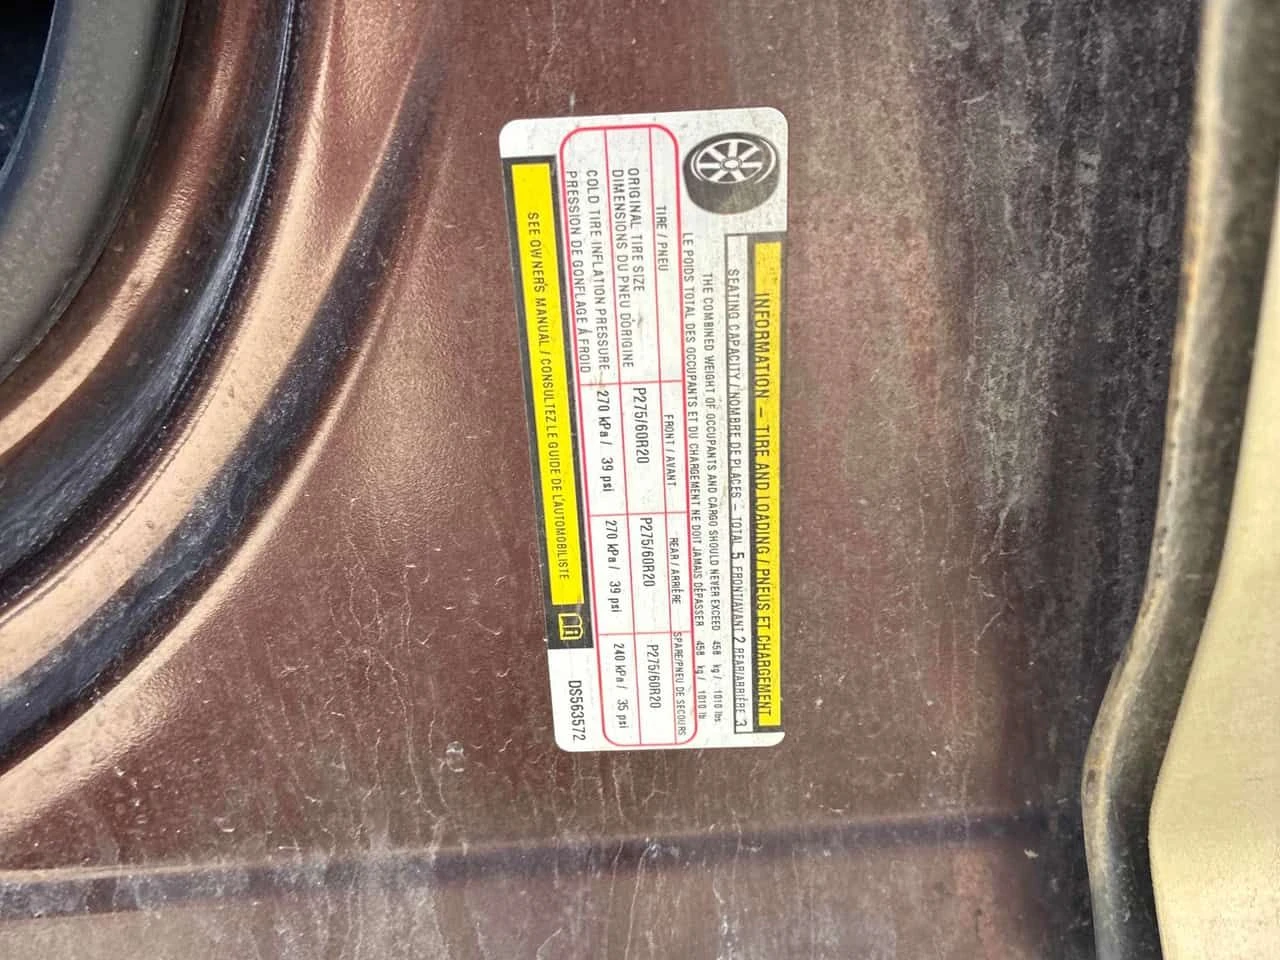 INFORMATION – TIRE AND LOADING / PNEUS ET CHARGEMENT
SEATING CAPACITY / NOMBRE DE PLACES – TOTAL 5 FRONT/AVANT 2 REAR/ARRIÈRE 3
THE COMBINED WEIGHT OF OCCUPANTS AND CARGO SHOULD NEVER EXCEED 458 kg / 1010 lbs.
LE POIDS TOTAL DES OCCUPANTS ET DU CHARGEMENT NE DOIT JAMAIS DÉPASSER 458 kg / 1010 lb
TIRE / PNEU FRONT / AVANT REAR / ARRIÈRE SPARE/PNEU DE SECOURS
ORIGINAL TIRE SIZE
DIMENSIONS DU PNEU D'ORIGINE P275/60R20 P275/60R20 P275/60R20
COLD TIRE INFLATION PRESSURE
PRESSION DE GONFLAGE À FROID 270 kPa / 39 psi 270 kPa / 39 psi 240 kPa / 35 psi
SEE OWNER'S MANUAL / CONSULTEZ LE GUIDE DE L'AUTOMOBILISTE
DS563572